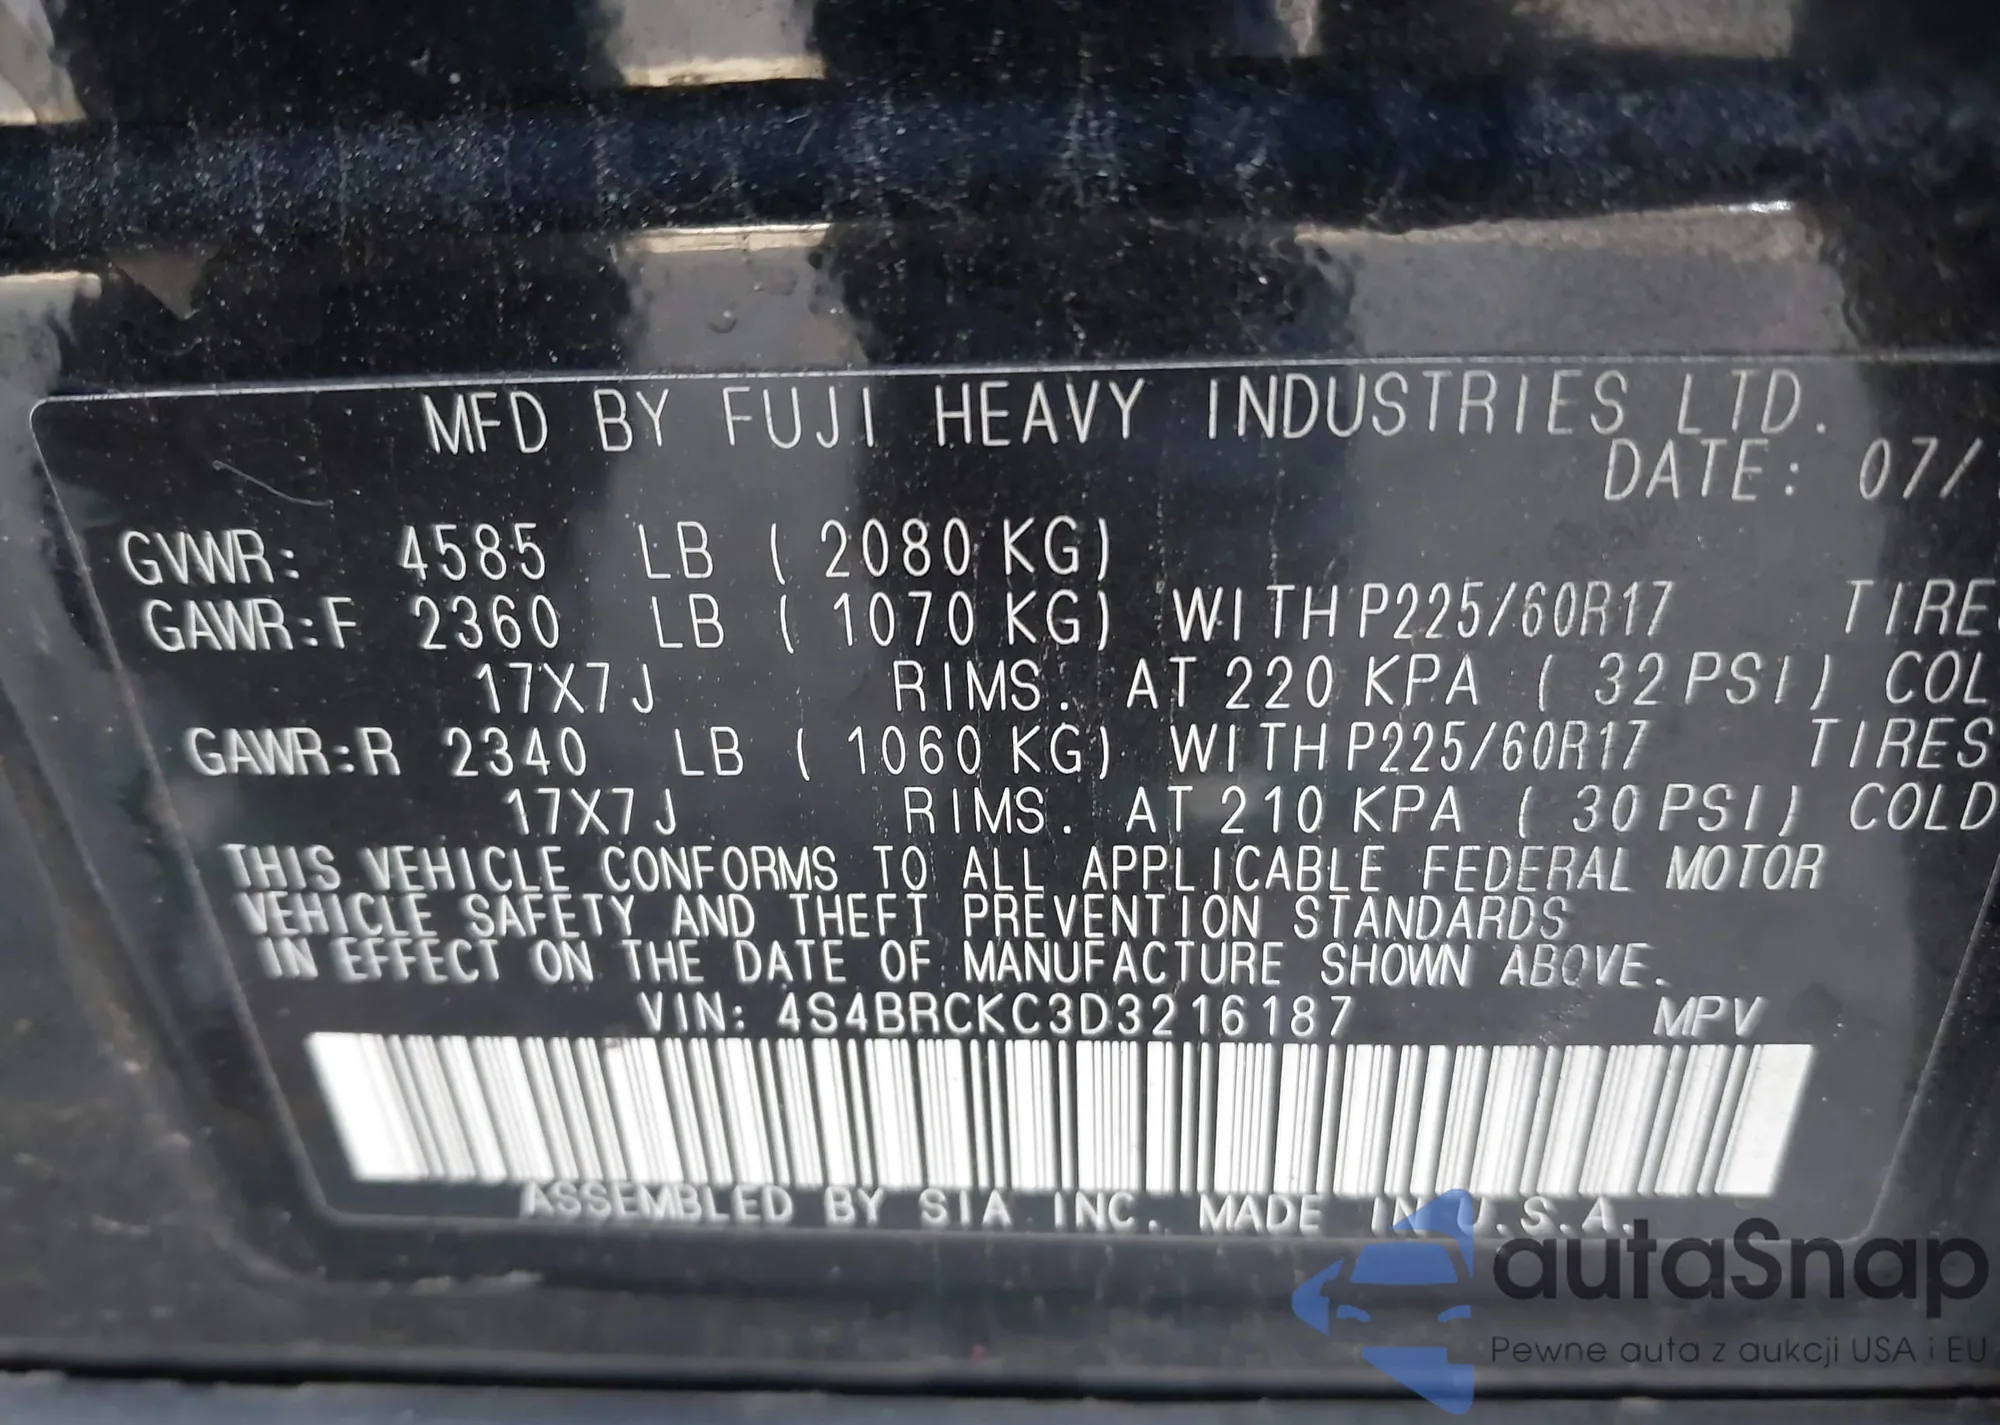 MFD BY FUJI HEAVY INDUSTRIES LTD.
DATE: 07/
GVWR: 4585 LB ( 2080 KG)
GAWR:F 2360 LB ( 1070 KG) WITH P225/60R17 TIRE
17X7J RIMS. AT 220 KPA ( 32 PSI) COL
GAWR:R 2340 LB ( 1060 KG) WITH P225/60R17 TIRES
17X7J RIMS. AT 210 KPA ( 30 PSI) COLD
THIS VEHICLE CONFORMS TO ALL APPLICABLE FEDERAL MOTOR
VEHICLE SAFETY AND THEFT PREVENTION STANDARDS
IN EFFECT ON THE DATE OF MANUFACTURE SHOWN ABOVE.
VIN: 4S4BRCKC3D3216187 MPV
ASSEMBLED BY SIA INC. MADE IN U.S.A.
autaSnap
Pewne auta z aukcji USA i EU